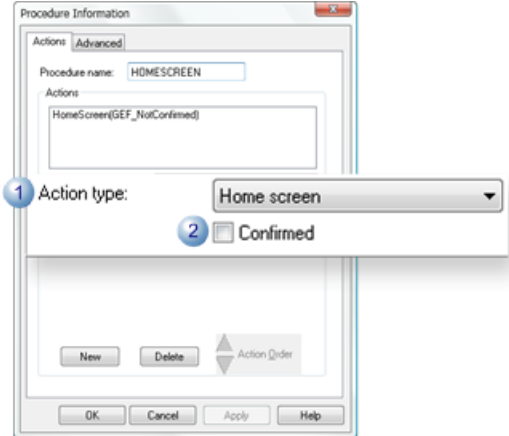 Procedure Information
Actions Advanced
Procedure name: HOMESCREEN
Actions
HomeScreen(GEF_NotConfirmed)
1 Action type: Home screen
2 Confirmed
New Delete Action Order
OK Cancel Apply Help